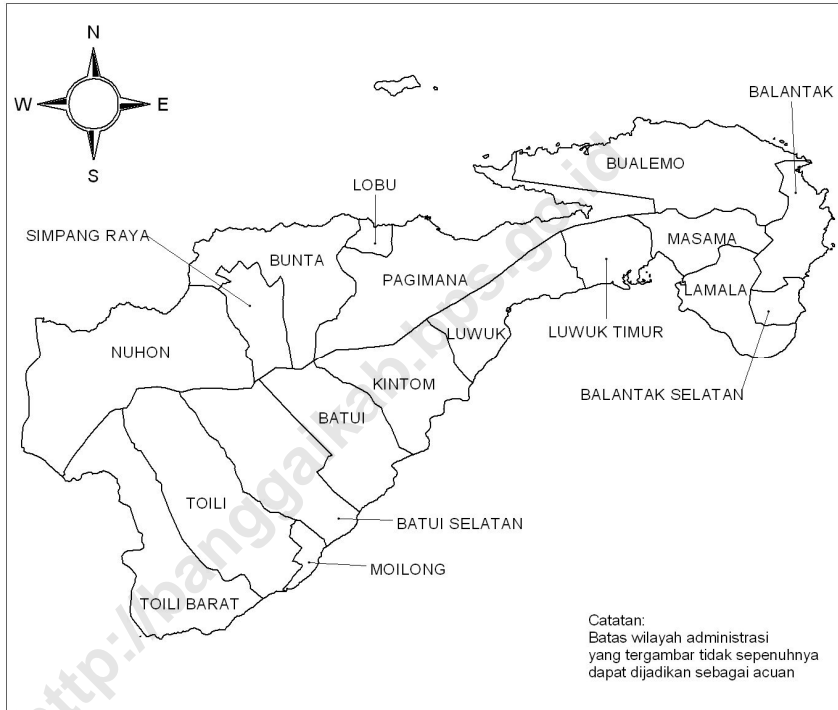 N
W E
S
BALANTAK
BUALEMO
LOBU
SIMPANG RAYA
BUNTA
MASAMA
PAGIMANA
LAMALA
LUWUK
LUWUK TIMUR
NUHON
KINTOM
BALANTAK SELATAN
BATUI
TOILI
BATUI SELATAN
MOILONG
TOILI BARAT
Catatan:
Batas wilayah administrasi
yang tergambar tidak sepenuhnya
dapat dijadikan sebagai acuan
http://banggaikab.bps.go.id